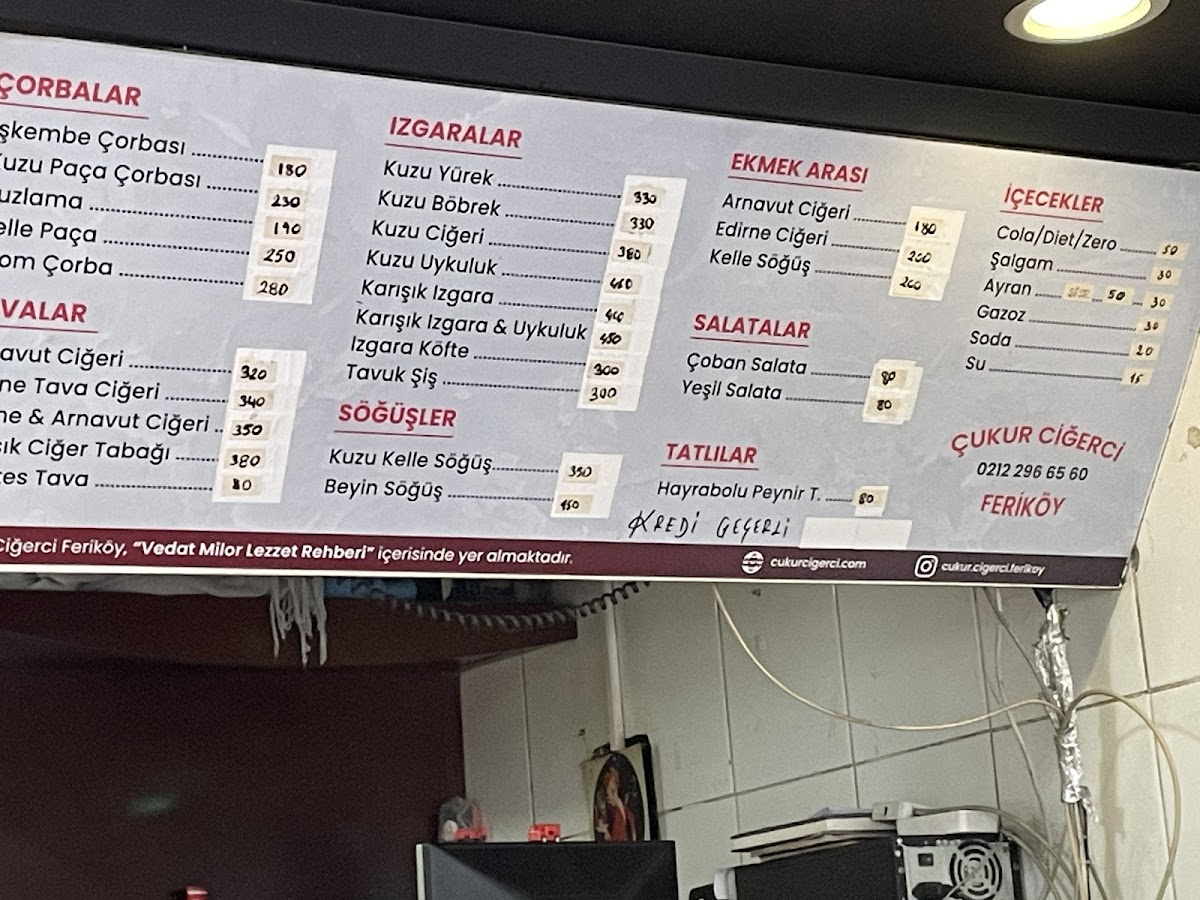 ÇORBALAR
şkembe Çorbası 180
Kuzu Paça Çorbası 230
uzlama 190
elle Paça 250
om Çorba 280
VALAR
avut Ciğeri 320
ne Tava Ciğeri 340
ne & Arnavut Ciğeri 350
şık Ciğer Tabağı 380
tes Tava 80
IZGARALAR
Kuzu Yürek 330
Kuzu Böbrek 330
Kuzu Ciğeri 380
Kuzu Uykuluk
Karışık Izgara
Karışık Izgara & Uykuluk 450
Izgara Köfte 300
Tavuk Şiş 300
SÖĞÜŞLER
Kuzu Kelle Söğüş 350
Beyin Söğüş
EKMEK ARASI
Arnavut Ciğeri 180
Edirne Ciğeri 200
Kelle Söğüş 200
SALATALAR
Çoban Salata 80
Yeşil Salata 80
TATLILAR
Hayrabolu Peynir T. 80
KREDİ GEÇERLİ
İÇECEKLER
Cola/Diet/Zero 50
Şalgam 30
Ayran 50 30
Gazoz 30
Soda 20
Su 15
ÇUKUR CİĞERCİ
0212 296 65 60
FERİKÖY
Ciğerci Feriköy, “Vedat Milor Lezzet Rehberi” içerisinde yer almaktadır.
cukurcigerci.com
cukur.cigerci.ferikoy